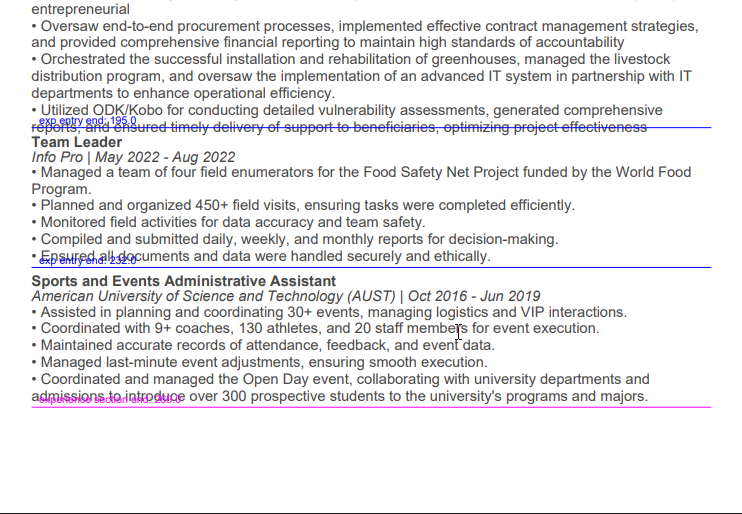 entrepreneurial
• Oversaw end-to-end procurement processes, implemented effective contract management strategies,
and provided comprehensive financial reporting to maintain high standards of accountability
• Orchestrated the successful installation and rehabilitation of greenhouses, managed the livestock
distribution program, and oversaw the implementation of an advanced IT system in partnership with IT
departments to enhance operational efficiency.
• Utilized ODK/Kobo for conducting detailed vulnerability assessments, generated comprehensive
exp entry end: 195.0
reports, and ensured timely delivery of support to beneficiaries, optimizing project effectiveness
Team Leader
Info Pro | May 2022 - Aug 2022
• Managed a team of four field enumerators for the Food Safety Net Project funded by the World Food
Program.
• Planned and organized 450+ field visits, ensuring tasks were completed efficiently.
• Monitored field activities for data accuracy and team safety.
• Compiled and submitted daily, weekly, and monthly reports for decision-making.
• Ensured all documents and data were handled securely and ethically.
exp entry end: 232.0
Sports and Events Administrative Assistant
American University of Science and Technology (AUST) | Oct 2016 - Jun 2019
• Assisted in planning and coordinating 30+ events, managing logistics and VIP interactions.
• Coordinated with 9+ coaches, 130 athletes, and 20 staff members for event execution.
• Maintained accurate records of attendance, feedback, and event data.
• Managed last-minute event adjustments, ensuring smooth execution.
• Coordinated and managed the Open Day event, collaborating with university departments and
admissions to introduce over 300 prospective students to the university's programs and majors.
experience section end: